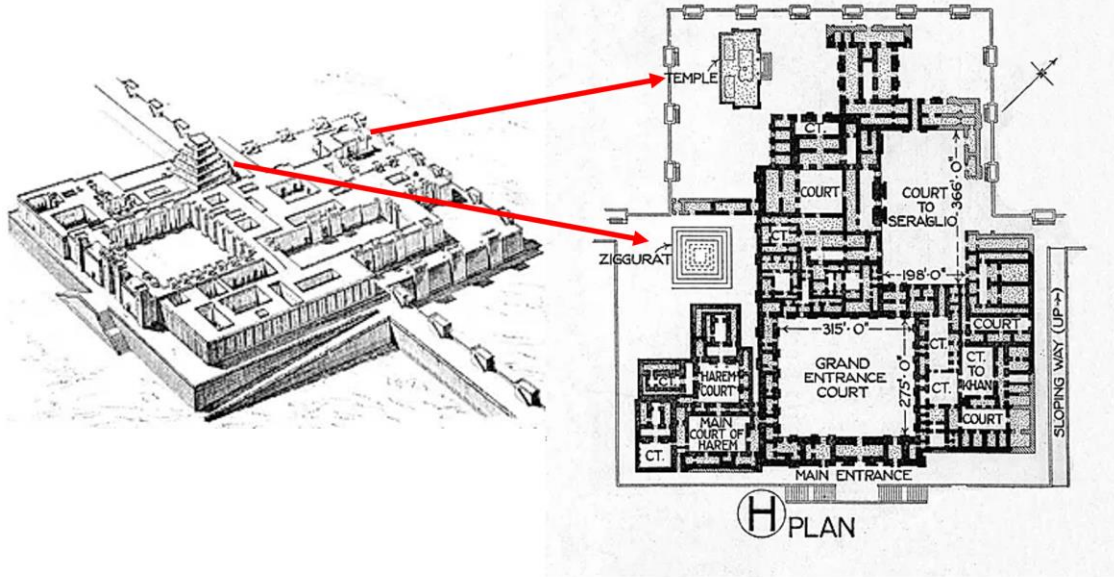 TEMPLE
CT.
COURT
COURT
TO
SERAGLIO
366'·0"
CT.
ZIGGURAT
198'·0"
315'·0"
GRAND
ENTRANCE
COURT
275'·0"
CT.
COURT
CT.
TO
KHAN
CT.
COURT
SLOPING WAY (UP→)
CT.
HAREM
COURT
MAIN
COURT OF
HAREM
CT.
MAIN ENTRANCE
H PLAN